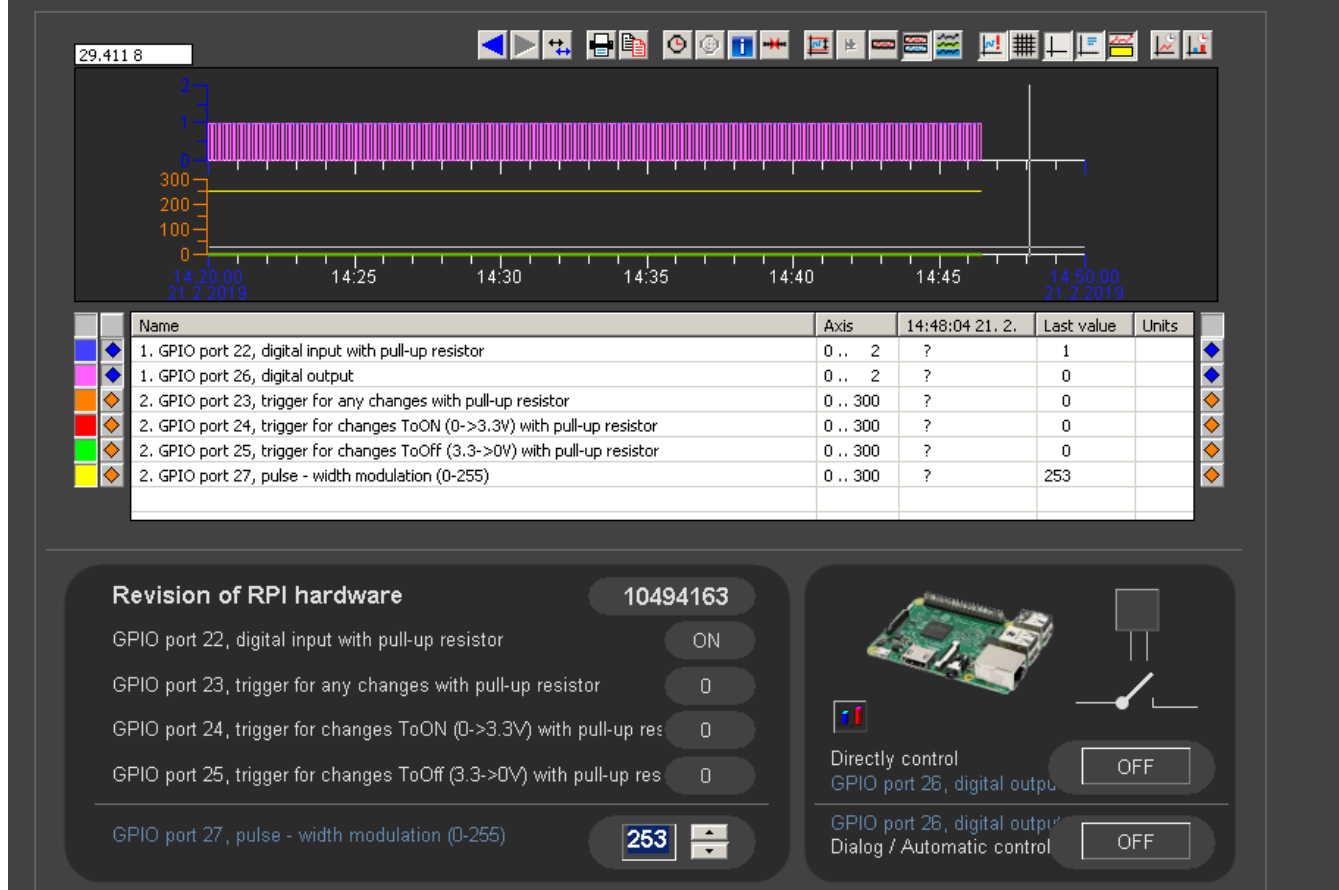 29.411 8
2
1
0
300
200
100
0
14:20:00 14:25 14:30 14:35 14:40 14:45 14:50:00
21.2.2019 21.2.2019
Name Axis 14:48:04 21. 2. Last value Units
1. GPIO port 22, digital input with pull-up resistor 0 .. 2 ? 1
1. GPIO port 26, digital output 0 .. 2 ? 0
2. GPIO port 23, trigger for any changes with pull-up resistor 0 .. 300 ? 0
2. GPIO port 24, trigger for changes ToON (0->3.3V) with pull-up resistor 0 .. 300 ? 0
2. GPIO port 25, trigger for changes ToOff (3.3->0V) with pull-up resistor 0 .. 300 ? 0
2. GPIO port 27, pulse - width modulation (0-255) 0 .. 300 ? 253
Revision of RPI hardware 10494163
GPIO port 22, digital input with pull-up resistor ON
GPIO port 23, trigger for any changes with pull-up resistor 0
GPIO port 24, trigger for changes ToON (0->3.3V) with pull-up res 0
GPIO port 25, trigger for changes ToOff (3.3->0V) with pull-up res 0
GPIO port 27, pulse - width modulation (0-255) 253
Directly control
GPIO port 26, digital outpu OFF
GPIO port 26, digital outpu
Dialog / Automatic control OFF